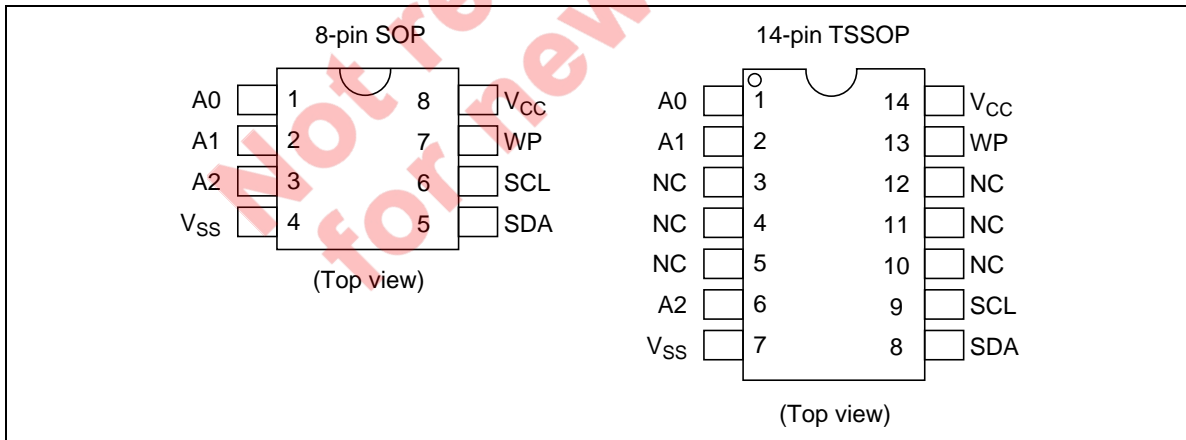 8-pin SOP
A0 1 8 VCC
A1 2 7 WP
A2 3 6 SCL
VSS 4 5 SDA
(Top view)
14-pin TSSOP
A0 1 14 VCC
A1 2 13 WP
NC 3 12 NC
NC 4 11 NC
NC 5 10 NC
A2 6 9 SCL
VSS 7 8 SDA
(Top view)
Not re
for new